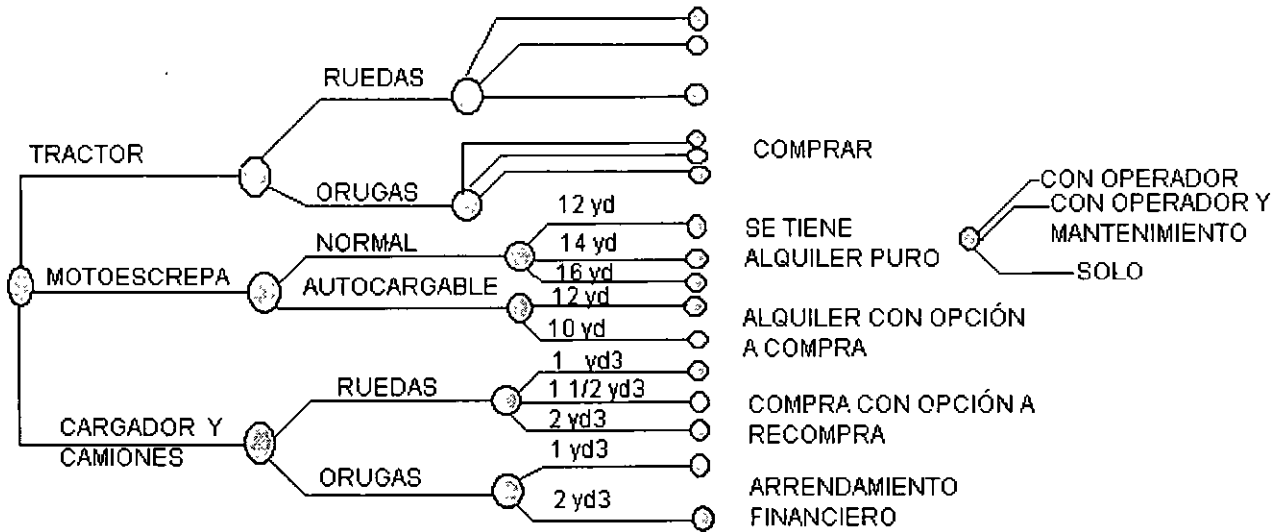 RUEDAS
TRACTOR
ORUGAS
COMPRAR
CON OPERADOR
CON OPERADOR Y
MANTENIMIENTO
SOLO
12 yd
NORMAL
14 yd
SE TIENE
ALQUILER PURO
16 yd
MOTOESCREPA
AUTOCARGABLE
12 yd
10 yd
ALQUILER CON OPCIÓN
A COMPRA
1 yd3
RUEDAS
1 1/2 yd3
2 yd3
COMPRA CON OPCIÓN A
RECOMPRA
CARGADOR Y
CAMIONES
1 yd3
ORUGAS
2 yd3
ARRENDAMIENTO
FINANCIERO